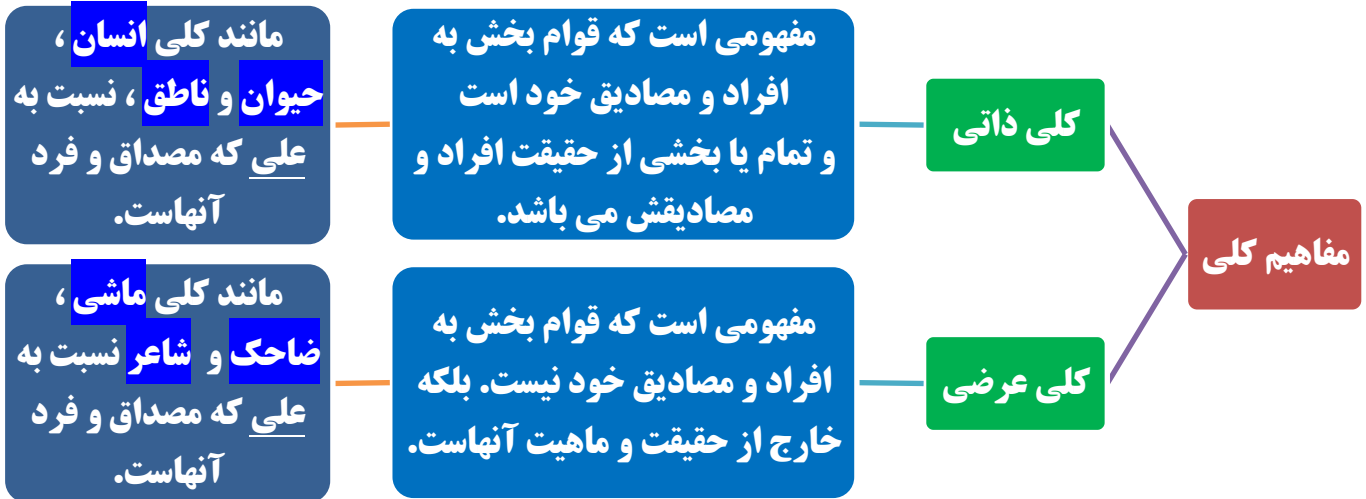 مفاهیم کلی
کلی ذاتی
مفهومی است که قوام بخش به
افراد و مصادیق خود است
و تمام یا بخشی از حقیقت افراد و
مصادیقش می باشد.
مانند کلی انسان ،
حیوان و ناطق ، نسبت به
علی که مصداق و فرد
آنهاست.
کلی عرضی
مفهومی است که قوام بخش به
افراد و مصادیق خود نیست. بلکه
خارج از حقیقت و ماهیت آنهاست.
مانند کلی ماشی ،
ضاحک و شاعر نسبت به
علی که مصداق و فرد
آنهاست.